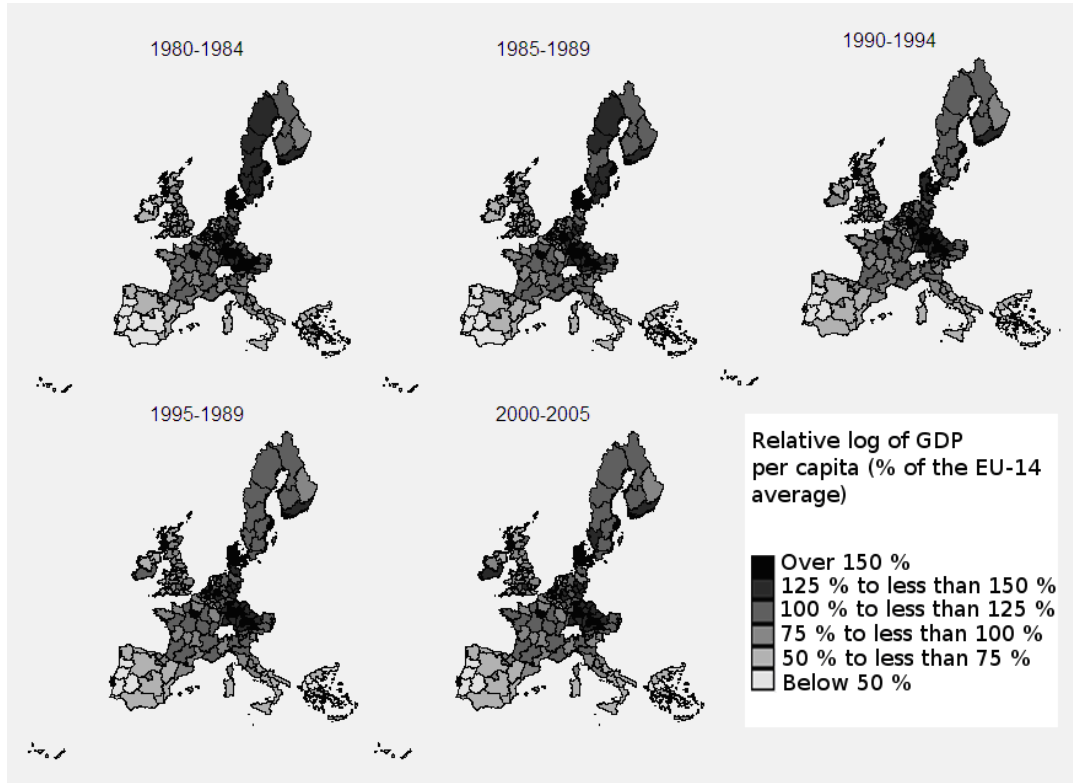 1980-1984
1985-1989
1990-1994
1995-1989
2000-2005
Relative log of GDP
per capita (% of the EU-14
average)
Over 150 %
125 % to less than 150 %
100 % to less than 125 %
75 % to less than 100 %
50 % to less than 75 %
Below 50 %